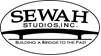 SEWAH
STUDIOS, INC.
BUILDING A BRIDGE TO THE PAST